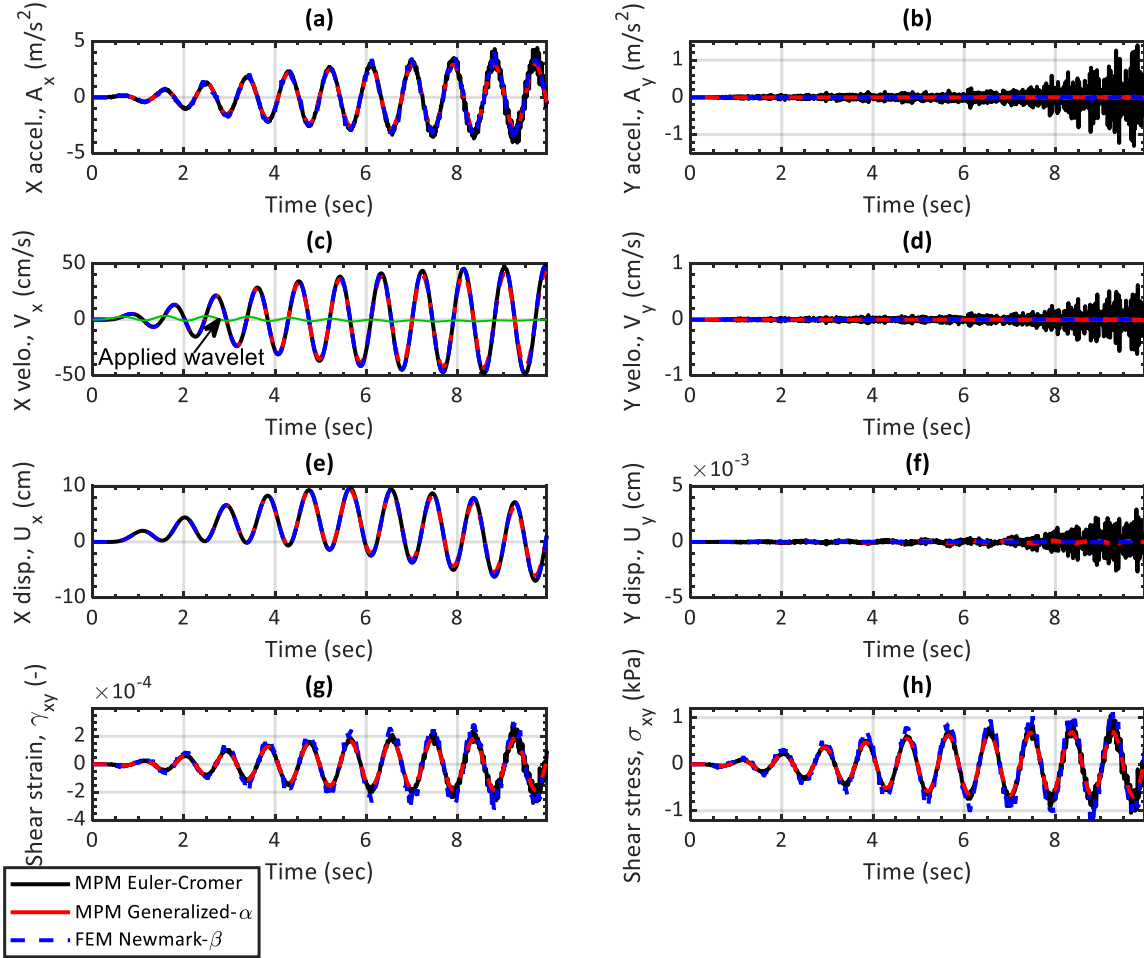 (a)
X accel., A_x (m/s^2)
5
0
-5
0 2 4 6 8
Time (sec)
(b)
Y accel., A_y (m/s^2)
1
0
-1
0 2 4 6 8
Time (sec)
(c)
X velo., V_x (cm/s)
50
0
-50
Applied wavelet
0 2 4 6 8
Time (sec)
(d)
Y velo., V_y (cm/s)
1
0
-1
0 2 4 6 8
Time (sec)
(e)
X disp., U_x (cm)
10
0
-10
0 2 4 6 8
Time (sec)
(f)
×10^-3
Y disp., U_y (cm)
5
0
-5
0 2 4 6 8
Time (sec)
(g)
×10^-4
Shear strain, γ_xy (-)
2
0
-2
-4
0 2 4 6 8
Time (sec)
(h)
Shear stress, σ_xy (kPa)
1
0
-1
0 2 4 6 8
Time (sec)
MPM Euler-Cromer
MPM Generalized-α
FEM Newmark-β